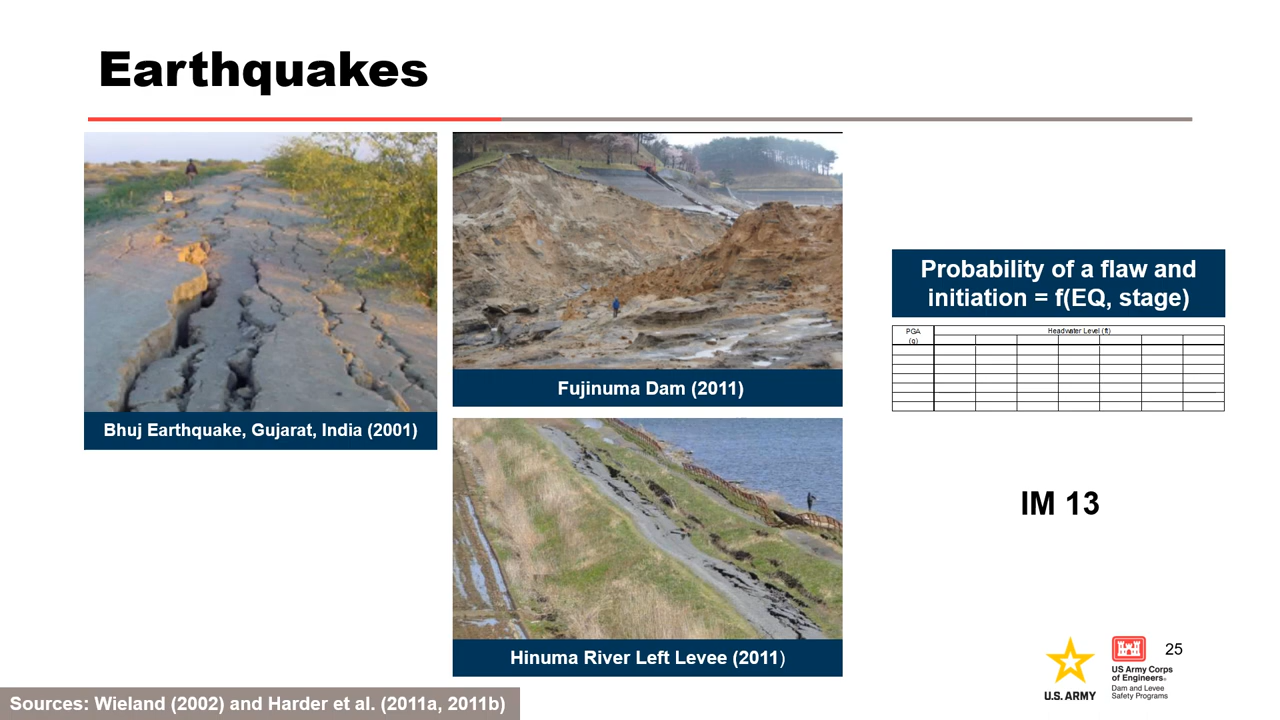 Earthquakes
Bhuj Earthquake, Gujarat, India (2001)
Fujinuma Dam (2011)
Hinuma River Left Levee (2011)
Probability of a flaw and
initiation = f(EQ, stage)
PGA
(g)
Headwater Level (ft)
IM 13
U.S. ARMY
US Army Corps
of Engineers®
Dam and Levee
Safety Programs
25
Sources: Wieland (2002) and Harder et al. (2011a, 2011b)